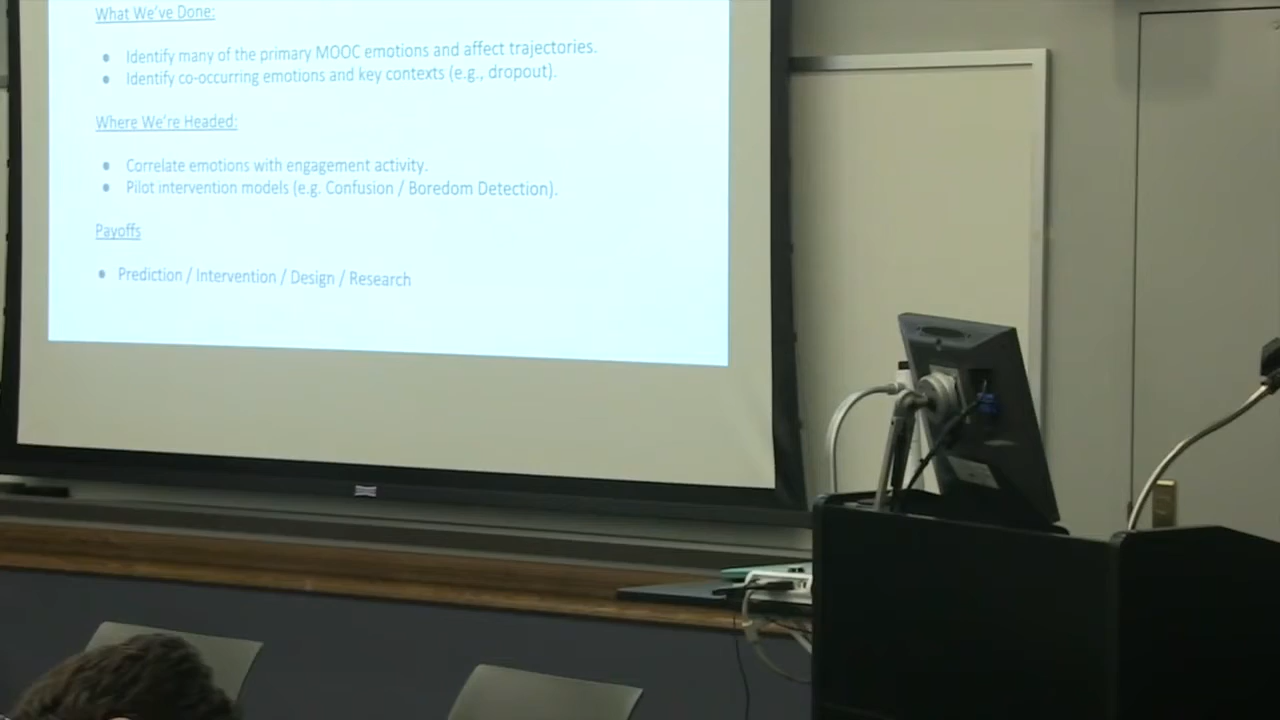 What We've Done:
Identify many of the primary MOOC emotions and affect trajectories.
Identify co-occurring emotions and key contexts (e.g., dropout).
Where We're Headed:
Correlate emotions with engagement activity.
Pilot intervention models (e.g. Confusion / Boredom Detection).
Payoffs
Prediction / Intervention / Design / Research